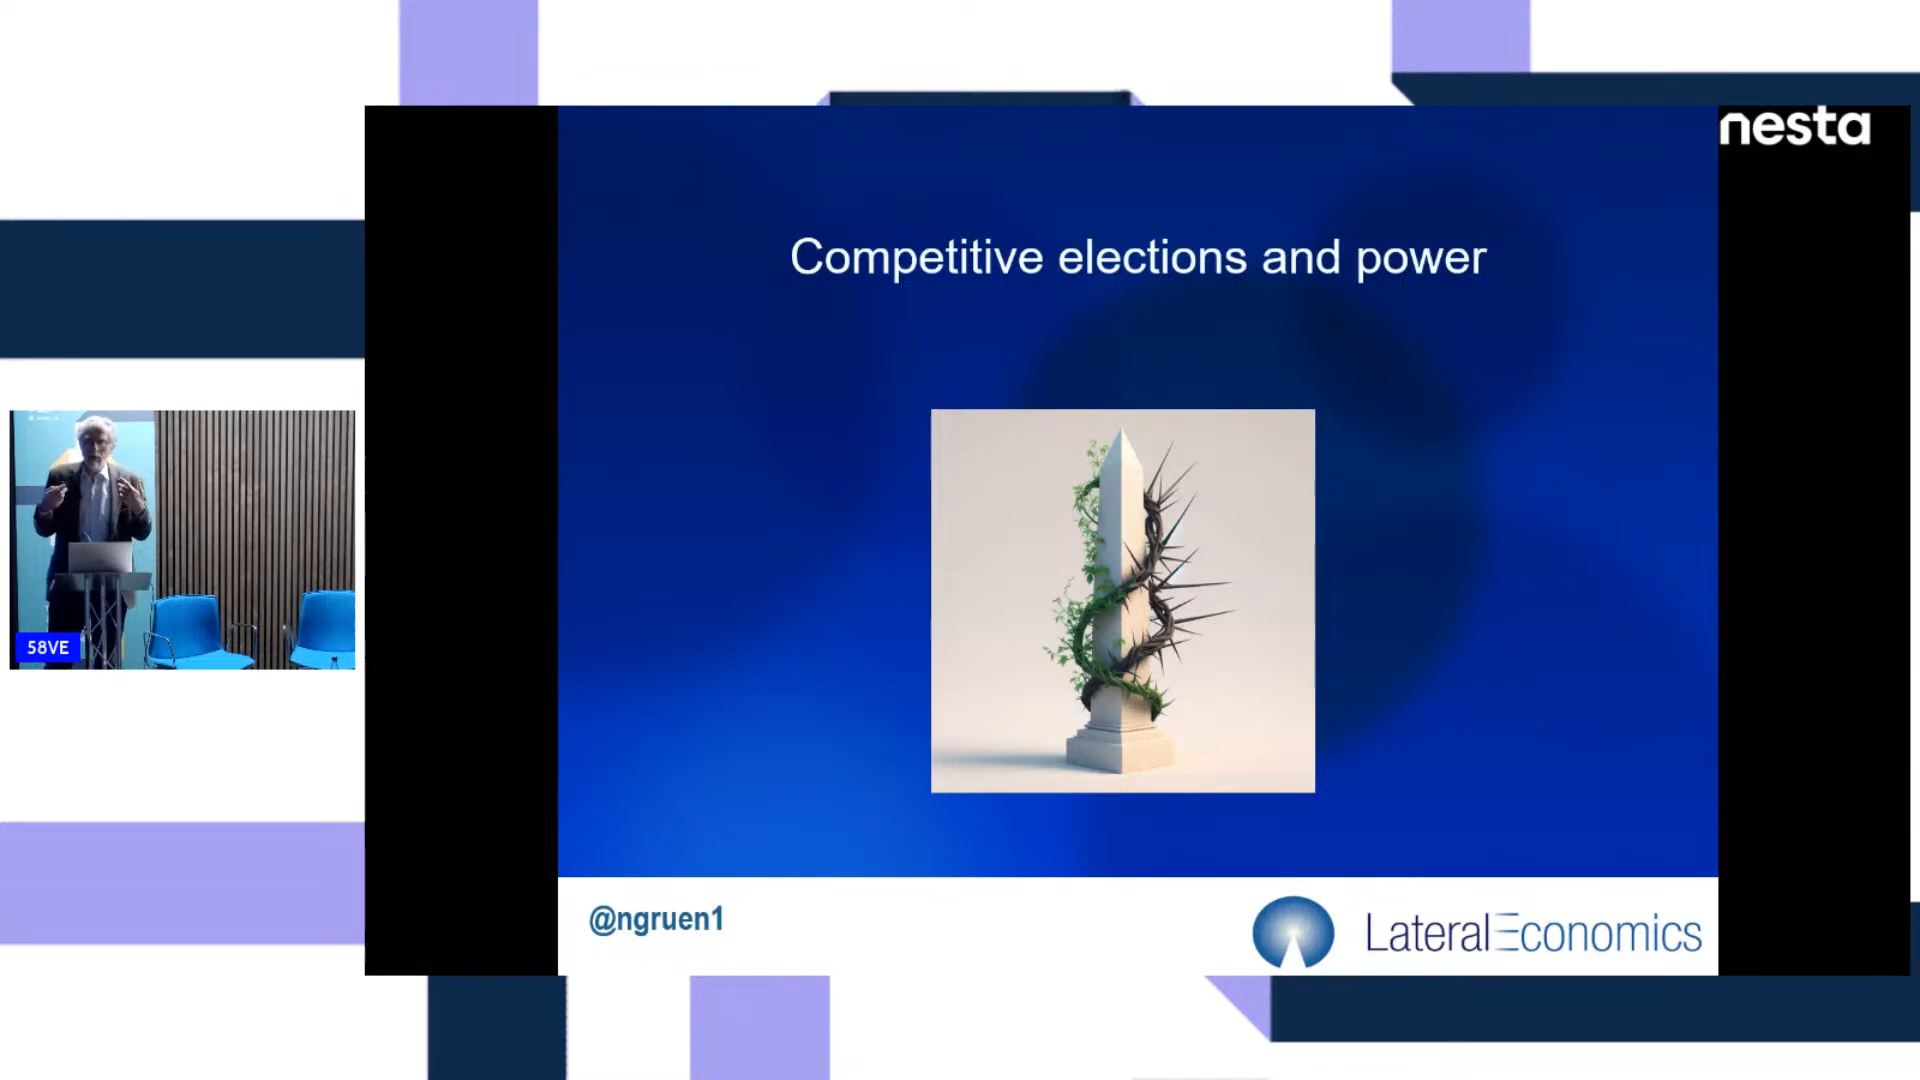 nesta
Competitive elections and power
58VE
@ngruen1
LateralEconomics